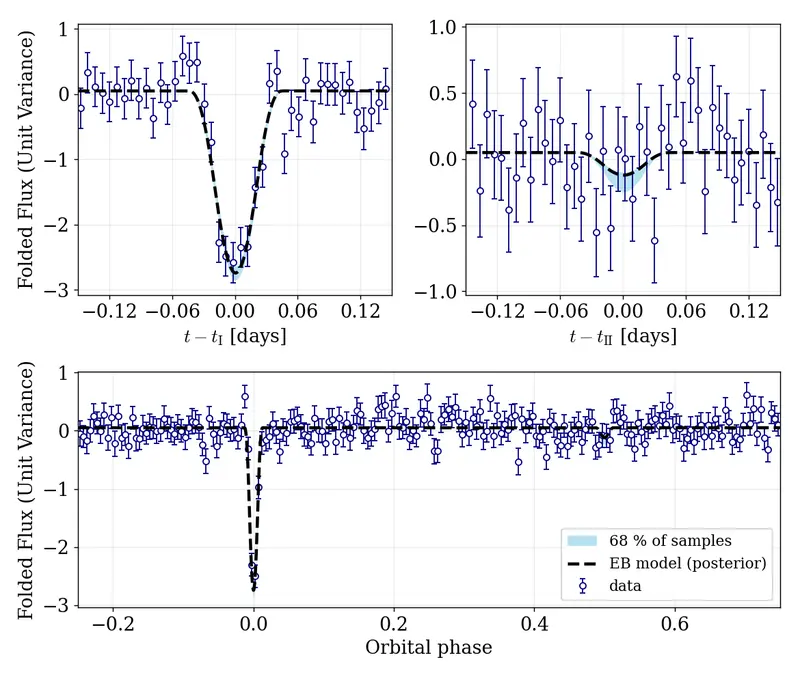 Folded Flux (Unit Variance)
1
0
−1
−2
−3
−0.12 −0.06 0.00 0.06 0.12
t − t_I [days]
1.0
0.5
0.0
−0.5
−1.0
−0.12 −0.06 0.00 0.06 0.12
t − t_II [days]
Folded Flux (Unit Variance)
1
0
−1
−2
−3
−0.2 0.0 0.2 0.4 0.6
Orbital phase
68 % of samples
EB model (posterior)
data